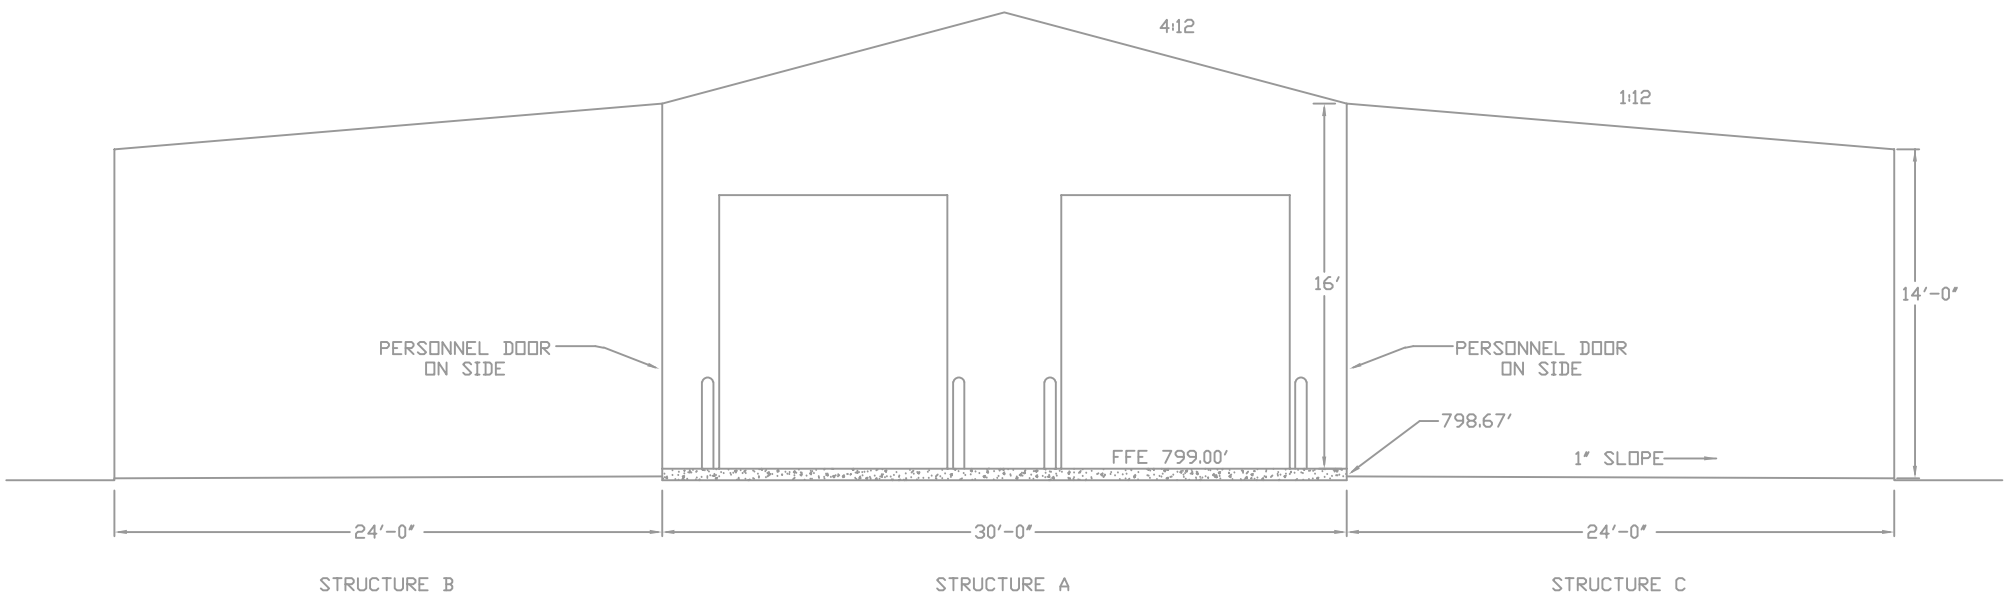 4:12
1:12
16'
14'-0"
PERSONNEL DOOR
ON SIDE
PERSONNEL DOOR
ON SIDE
798.67'
FFE 799.00'
1" SLOPE
24'-0"
30'-0"
24'-0"
STRUCTURE B
STRUCTURE A
STRUCTURE C